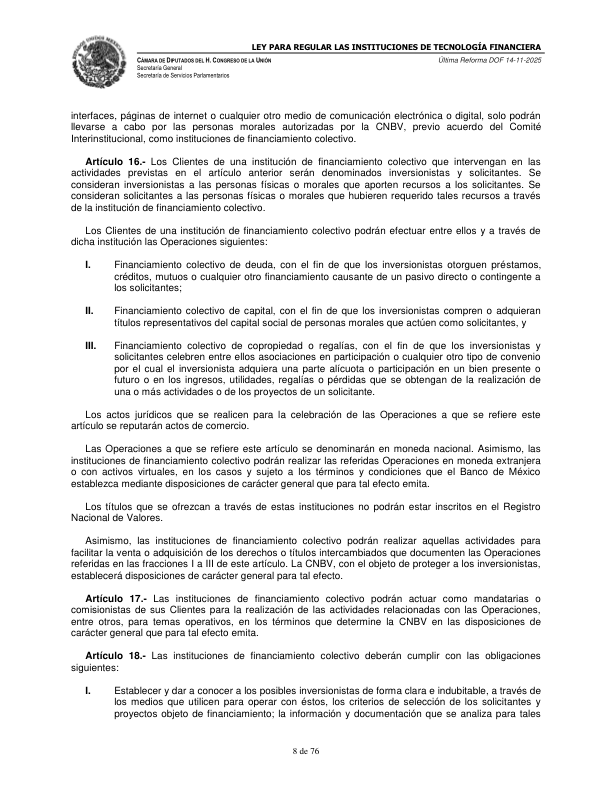 LEY PARA REGULAR LAS INSTITUCIONES DE TECNOLOGÍA FINANCIERA
CÁMARA DE DIPUTADOS DEL H. CONGRESO DE LA UNIÓN
Última Reforma DOF 14-11-2025
Secretaría General
Secretaría de Servicios Parlamentarios
interfaces, páginas de internet o cualquier otro medio de comunicación electrónica o digital, solo podrán
llevarse a cabo por las personas morales autorizadas por la CNBV, previo acuerdo del Comité
Interinstitucional, como instituciones de financiamiento colectivo.
Artículo 16.- Los Clientes de una institución de financiamiento colectivo que intervengan en las
actividades previstas en el artículo anterior serán denominados inversionistas y solicitantes. Se
consideran inversionistas a las personas físicas o morales que aporten recursos a los solicitantes. Se
consideran solicitantes a las personas físicas o morales que hubieren requerido tales recursos a través
de la institución de financiamiento colectivo.
Los Clientes de una institución de financiamiento colectivo podrán efectuar entre ellos y a través de
dicha institución las Operaciones siguientes:
I. Financiamiento colectivo de deuda, con el fin de que los inversionistas otorguen préstamos,
créditos, mutuos o cualquier otro financiamiento causante de un pasivo directo o contingente a
los solicitantes;
II. Financiamiento colectivo de capital, con el fin de que los inversionistas compren o adquieran
títulos representativos del capital social de personas morales que actúen como solicitantes, y
III. Financiamiento colectivo de copropiedad o regalías, con el fin de que los inversionistas y
solicitantes celebren entre ellos asociaciones en participación o cualquier otro tipo de convenio
por el cual el inversionista adquiera una parte alícuota o participación en un bien presente o
futuro o en los ingresos, utilidades, regalías o pérdidas que se obtengan de la realización de
una o más actividades o de los proyectos de un solicitante.
Los actos jurídicos que se realicen para la celebración de las Operaciones a que se refiere este
artículo se reputarán actos de comercio.
Las Operaciones a que se refiere este artículo se denominarán en moneda nacional. Asimismo, las
instituciones de financiamiento colectivo podrán realizar las referidas Operaciones en moneda extranjera
o con activos virtuales, en los casos y sujeto a los términos y condiciones que el Banco de México
establezca mediante disposiciones de carácter general que para tal efecto emita.
Los títulos que se ofrezcan a través de estas instituciones no podrán estar inscritos en el Registro
Nacional de Valores.
Asimismo, las instituciones de financiamiento colectivo podrán realizar aquellas actividades para
facilitar la venta o adquisición de los derechos o títulos intercambiados que documenten las Operaciones
referidas en las fracciones I a III de este artículo. La CNBV, con el objeto de proteger a los inversionistas,
establecerá disposiciones de carácter general para tal efecto.
Artículo 17.- Las instituciones de financiamiento colectivo podrán actuar como mandatarias o
comisionistas de sus Clientes para la realización de las actividades relacionadas con las Operaciones,
entre otros, para temas operativos, en los términos que determine la CNBV en las disposiciones de
carácter general que para tal efecto emita.
Artículo 18.- Las instituciones de financiamiento colectivo deberán cumplir con las obligaciones
siguientes:
I. Establecer y dar a conocer a los posibles inversionistas de forma clara e indubitable, a través de
los medios que utilicen para operar con éstos, los criterios de selección de los solicitantes y
proyectos objeto de financiamiento; la información y documentación que se analiza para tales
8 de 76